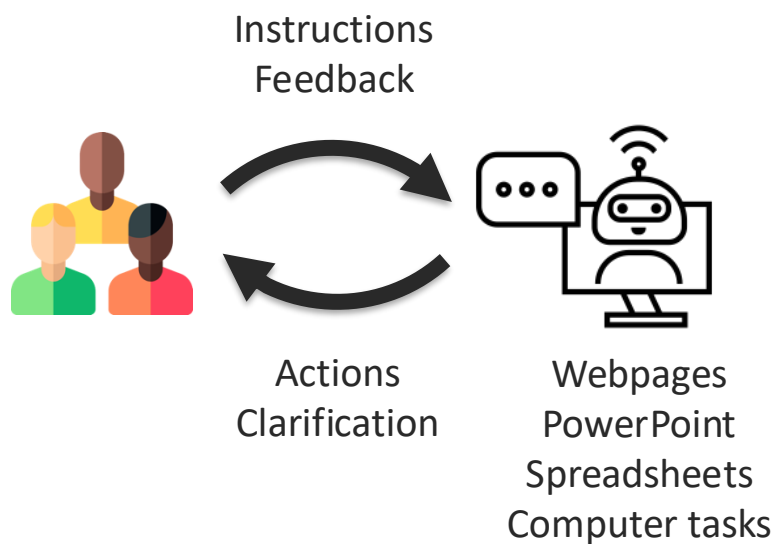 Instructions
Feedback
Actions
Clarification
Webpages
PowerPoint
Spreadsheets
Computer tasks